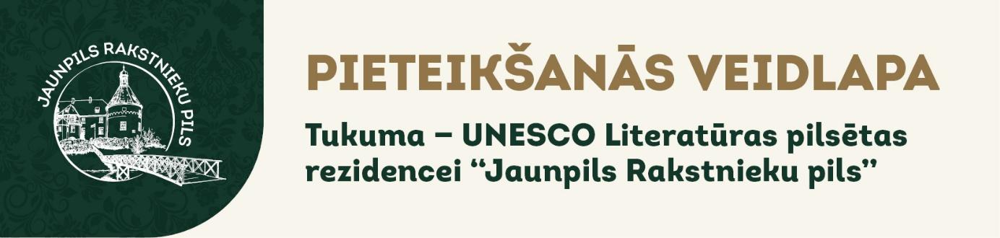 JAUNPILS RAKSTNIEKU PILS
PIETEIKŠANĀS VEIDLAPA
Tukuma – UNESCO Literatūras pilsētas
rezidencei “Jaunpils Rakstnieku pils”